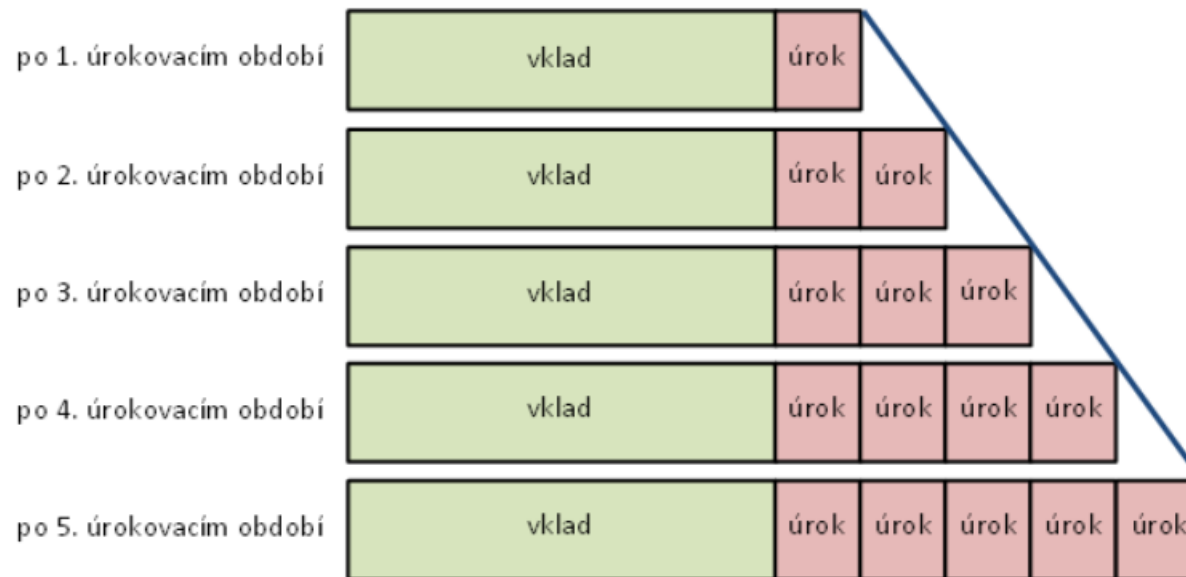 po 1. úrokovacím období vklad úrok
po 2. úrokovacím období vklad úrok úrok
po 3. úrokovacím období vklad úrok úrok úrok
po 4. úrokovacím období vklad úrok úrok úrok úrok
po 5. úrokovacím období vklad úrok úrok úrok úrok úrok